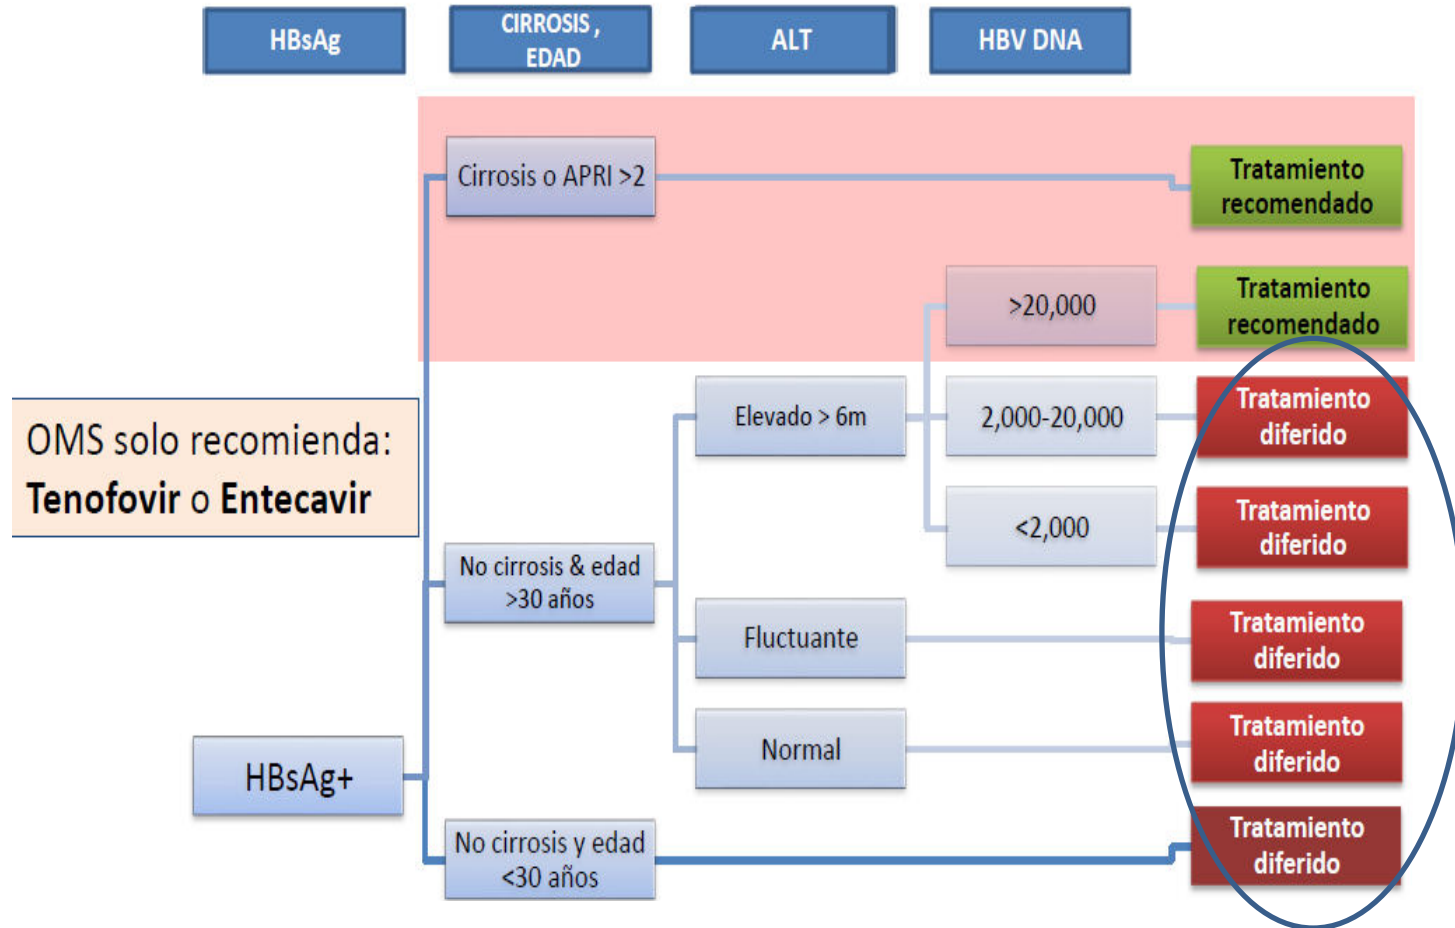 HBsAg
CIRROSIS ,
EDAD
ALT
HBV DNA
Cirrosis o APRI >2
Tratamiento
recomendado
>20,000
Tratamiento
recomendado
OMS solo recomienda:
Tenofovir o Entecavir
Elevado > 6m
2,000-20,000
Tratamiento
diferido
<2,000
Tratamiento
diferido
No cirrosis & edad
>30 años
Fluctuante
Tratamiento
diferido
Normal
Tratamiento
diferido
HBsAg+
No cirrosis y edad
<30 años
Tratamiento
diferido